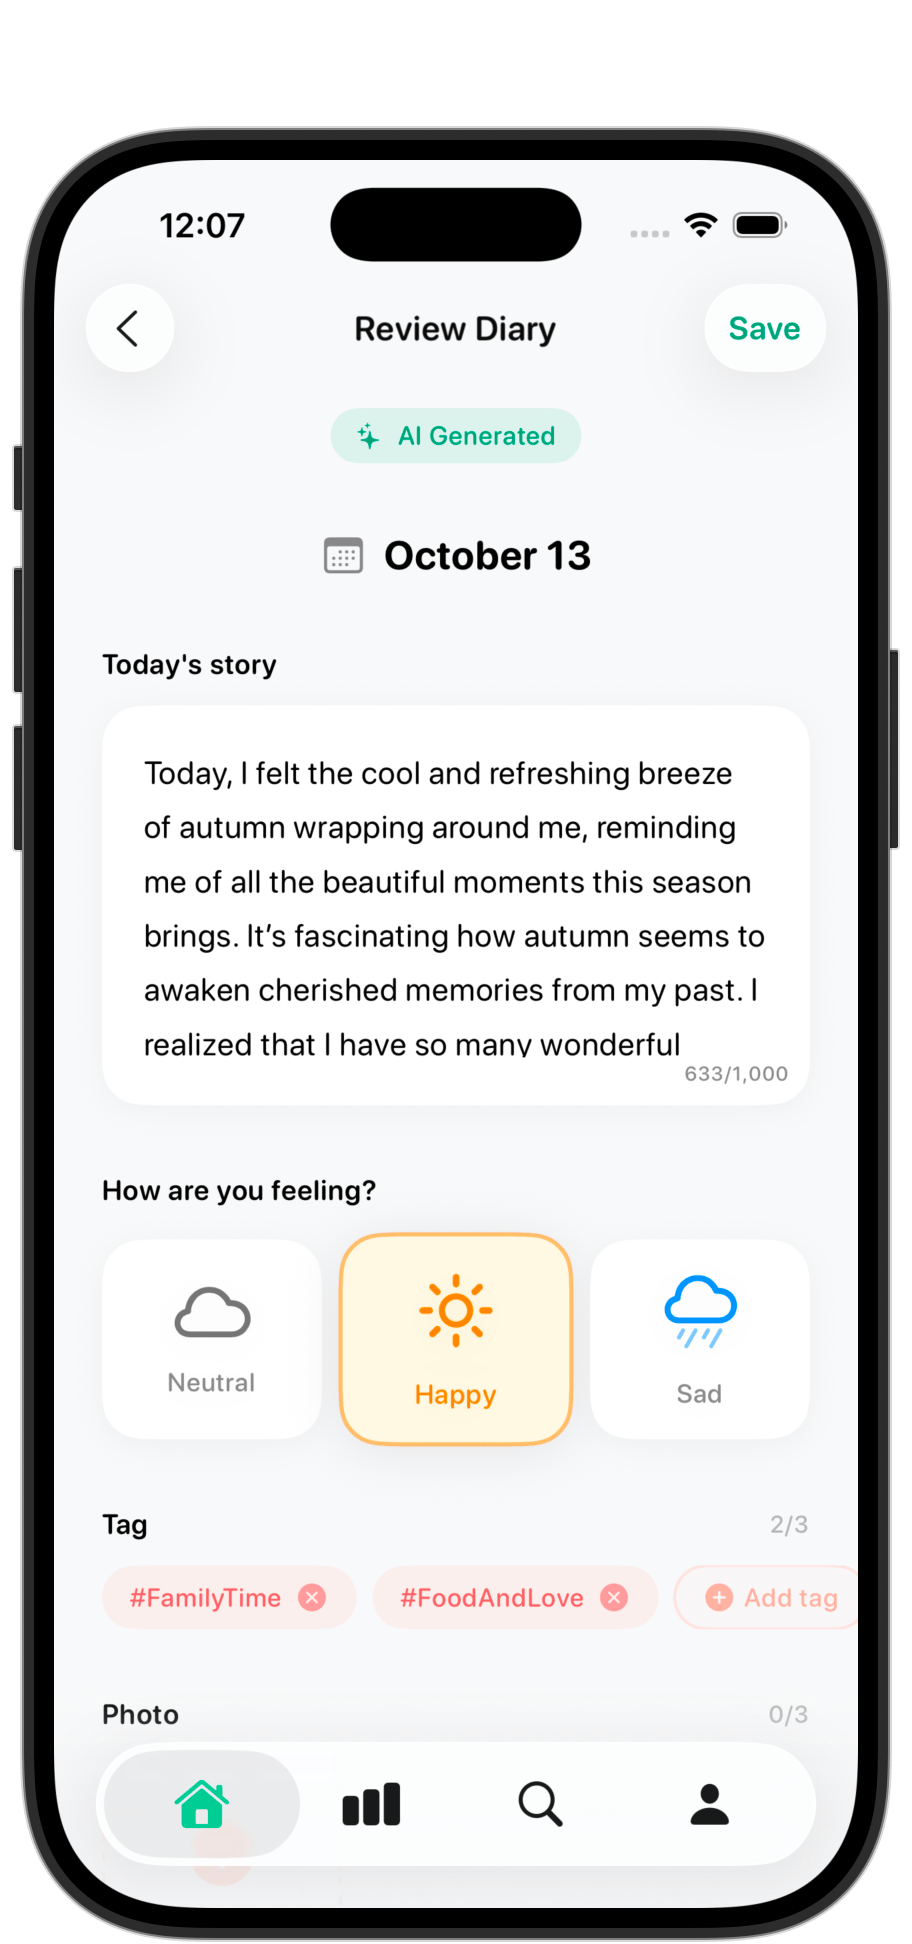 12:07
Review Diary
Save
AI Generated
October 13
Today's story
Today, I felt the cool and refreshing breeze
of autumn wrapping around me, reminding
me of all the beautiful moments this season
brings. It’s fascinating how autumn seems to
awaken cherished memories from my past. I
realized that I have so many wonderful
633/1,000
How are you feeling?
Neutral
Happy
Sad
Tag
2/3
#FamilyTime
#FoodAndLove
Add tag
Photo
0/3